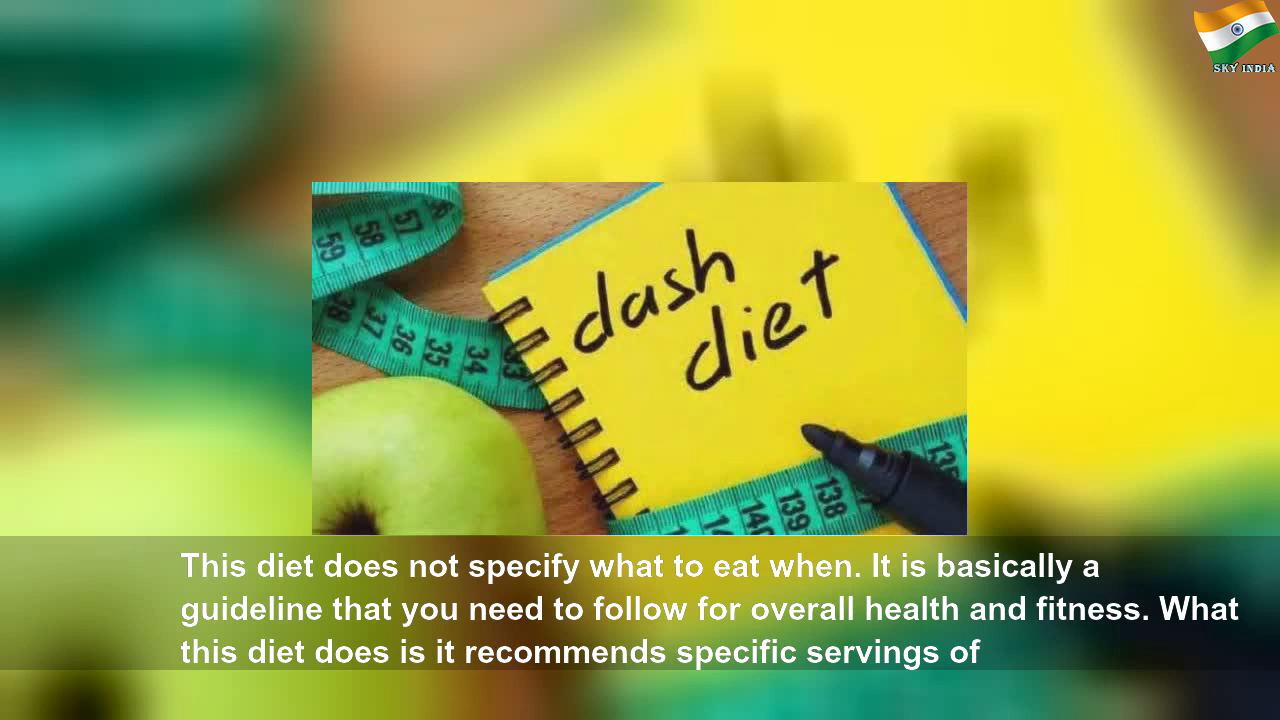 SKY INDIA
59 58 57 56
38 37 36 35 34 33
dash
diet
140 139 138
This diet does not specify what to eat when. It is basically a
guideline that you need to follow for overall health and fitness. What
this diet does is it recommends specific servings of